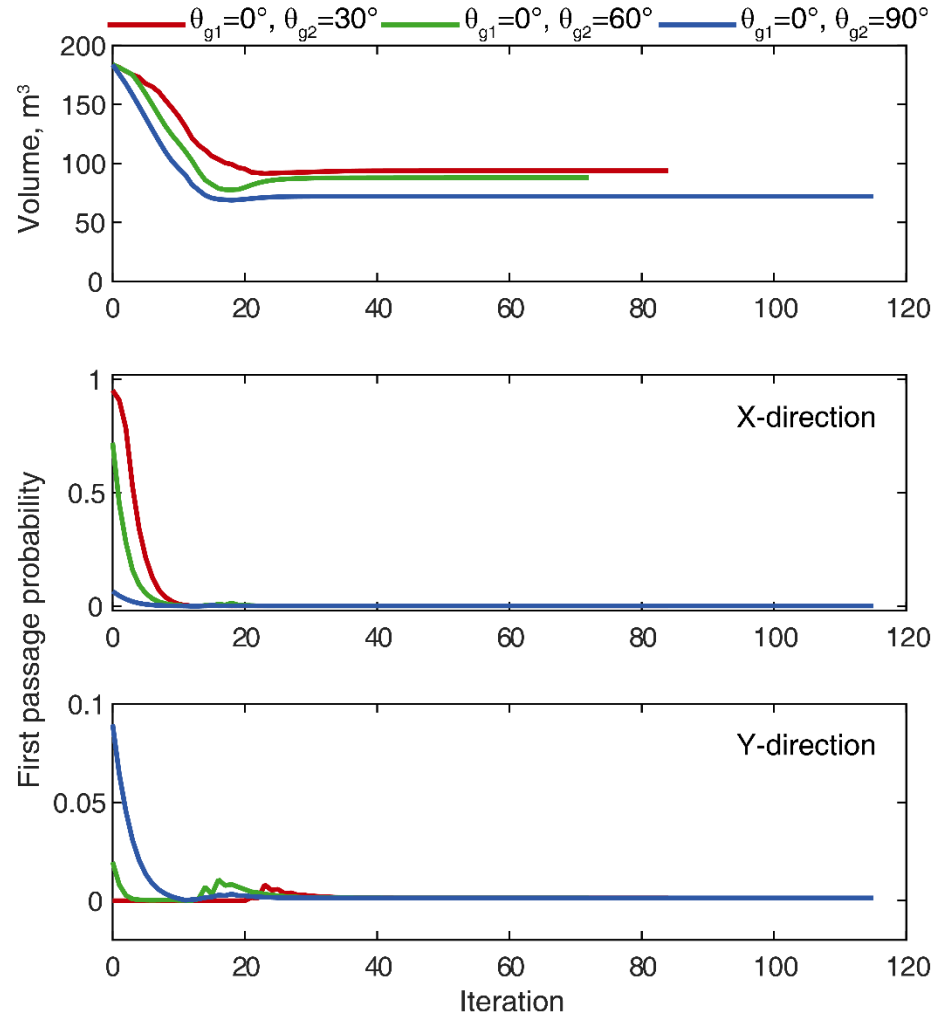 θg1=0°, θg2=30° θg1=0°, θg2=60° θg1=0°, θg2=90°
200
150
100
50
0
Volume, m³
0 20 40 60 80 100 120
1
0.5
0
X-direction
0 20 40 60 80 100 120
First passage probability
0.1
0.05
0
Y-direction
0 20 40 60 80 100 120
Iteration